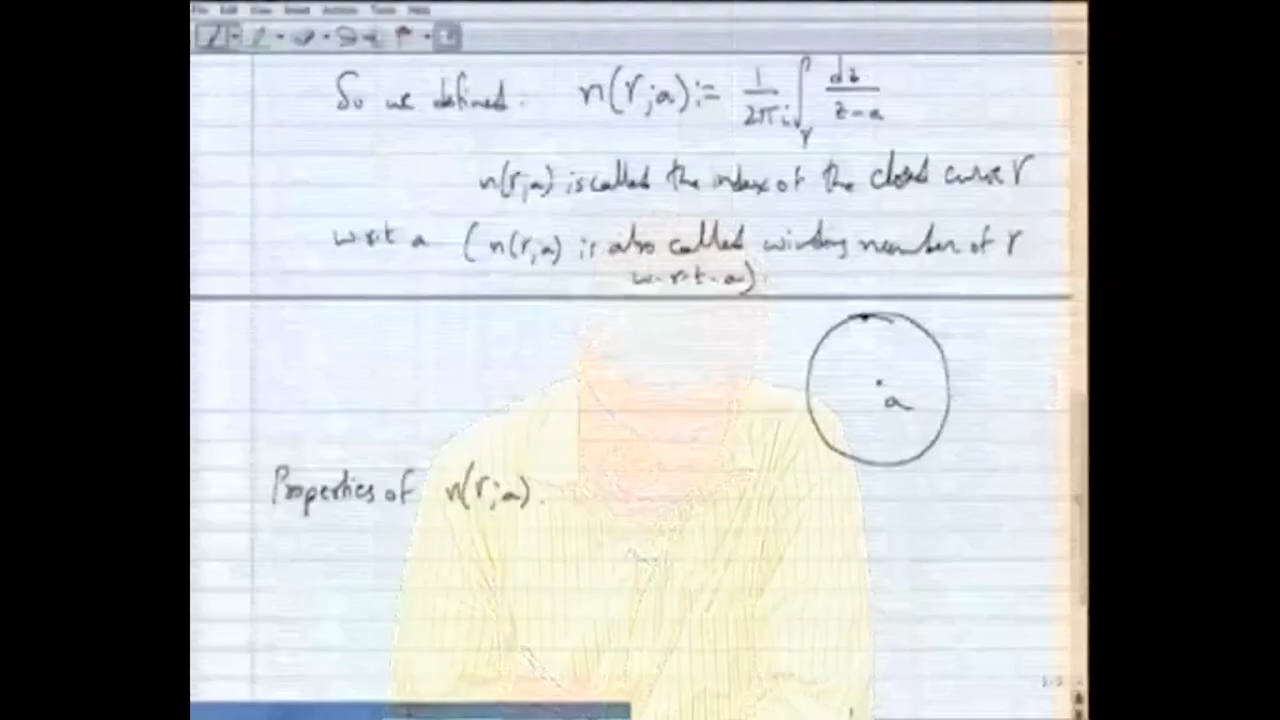 So we defined. n(γ;a) := 1/2πi ∫γ dz/z-a
n(γ;a) is called the index of the closed curve γ
w.r.t a (n(γ;a) is also called winding number of γ
w.r.t.a)
a
Properties of n(γ;a).